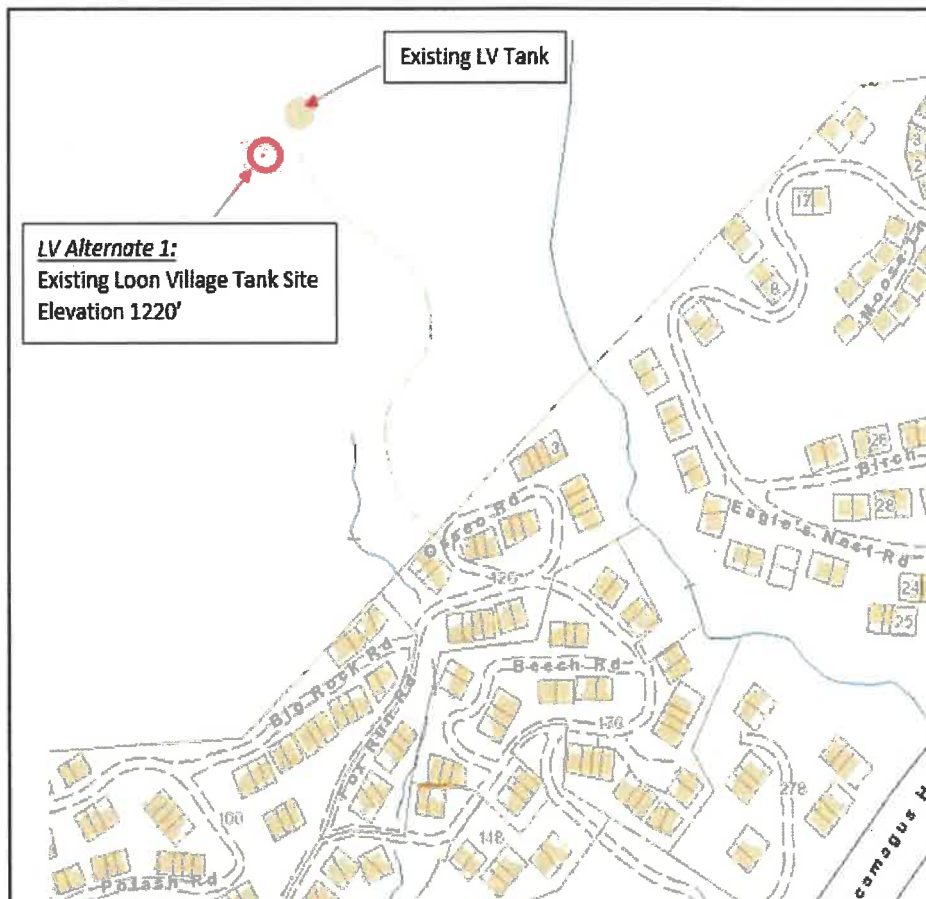 Existing LV Tank
LV Alternate 1:
Existing Loon Village Tank Site
Elevation 1220'
3
2
17
8
Moose Ln
3
28
Birch
28
Eagle's Nest Rd
24
25
Osseo Rd
126
Big Rock Rd
Fox Run Rd
Beech Rd
136
278
100
148
Polash Rd
camagus H